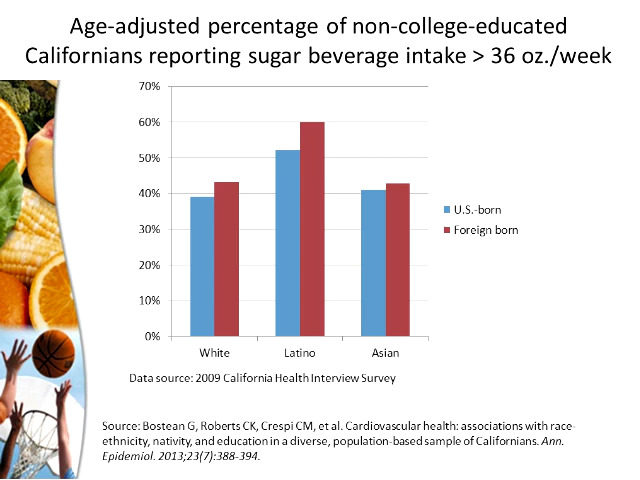 Age-adjusted percentage of non-college-educated
Californians reporting sugar beverage intake > 36 oz./week
70%
60%
50%
40%
30%
20%
10%
0%
White Latino Asian
U.S.-born
Foreign born
Data source: 2009 California Health Interview Survey
Source: Bostean G, Roberts CK, Crespi CM, et al. Cardiovascular health: associations with race-
ethnicity, nativity, and education in a diverse, population-based sample of Californians. Ann.
Epidemiol. 2013;23(7):388-394.